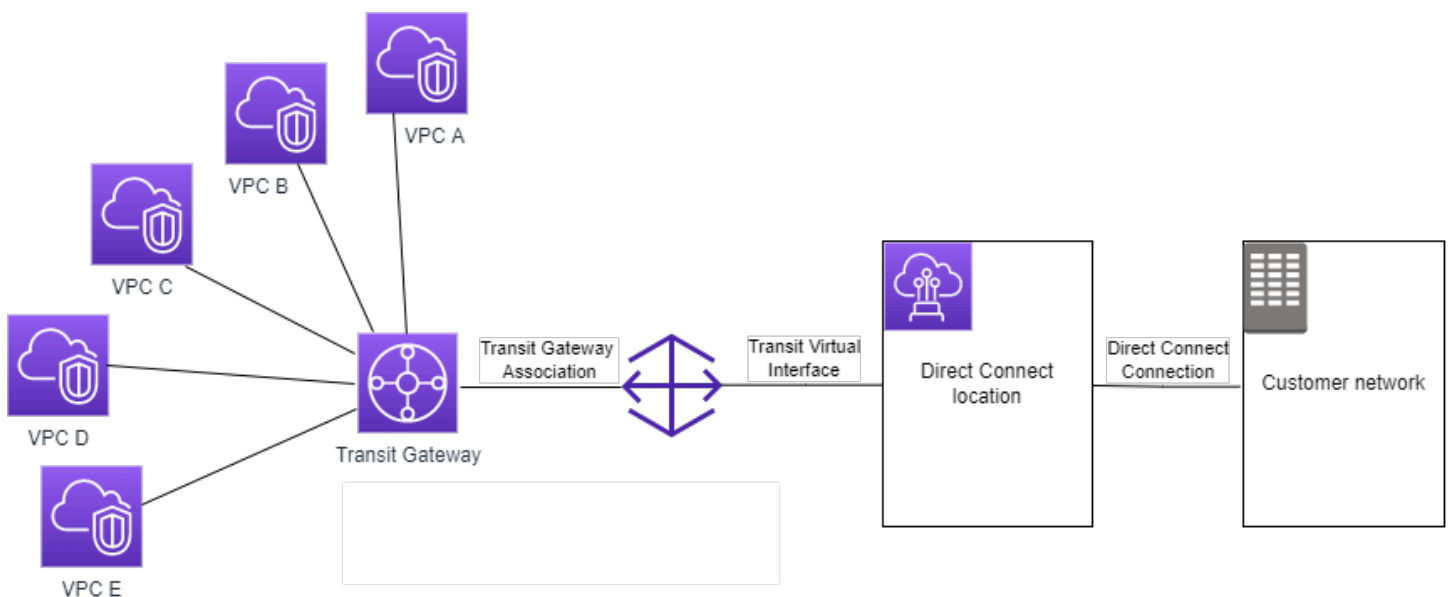 VPC A
VPC B
VPC C
VPC D
VPC E
Transit Gateway
Transit Gateway
Association
Transit Virtual
Interface
Direct Connect
location
Direct Connect
Connection
Customer network